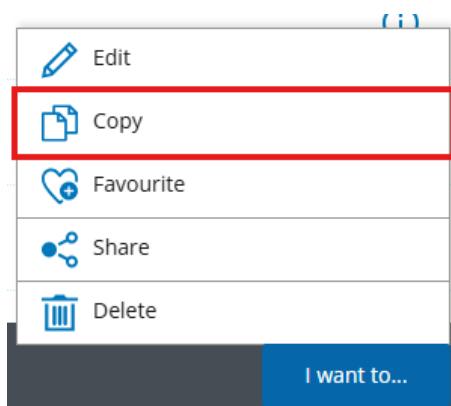 Edit
Copy
Favourite
Share
Delete
I want to...